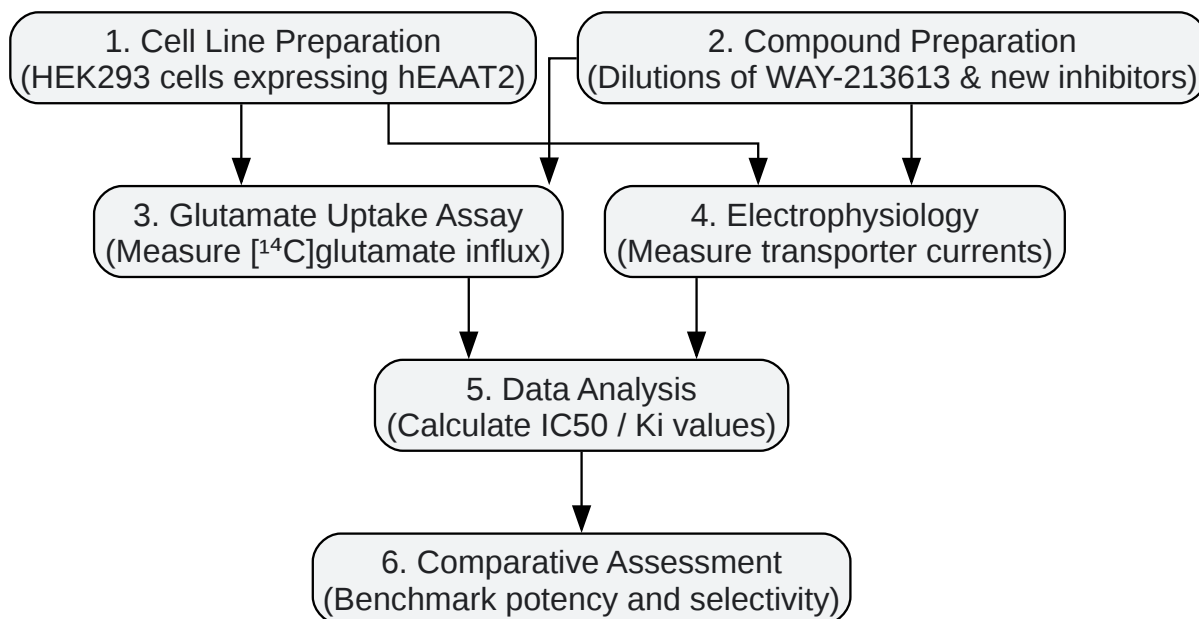 1. Cell Line Preparation
(HEK293 cells expressing hEAAT2)
2. Compound Preparation
(Dilutions of WAY-213613 & new inhibitors)
3. Glutamate Uptake Assay
(Measure [¹⁴C]glutamate influx)
4. Electrophysiology
(Measure transporter currents)
5. Data Analysis
(Calculate IC50 / Ki values)
6. Comparative Assessment
(Benchmark potency and selectivity)